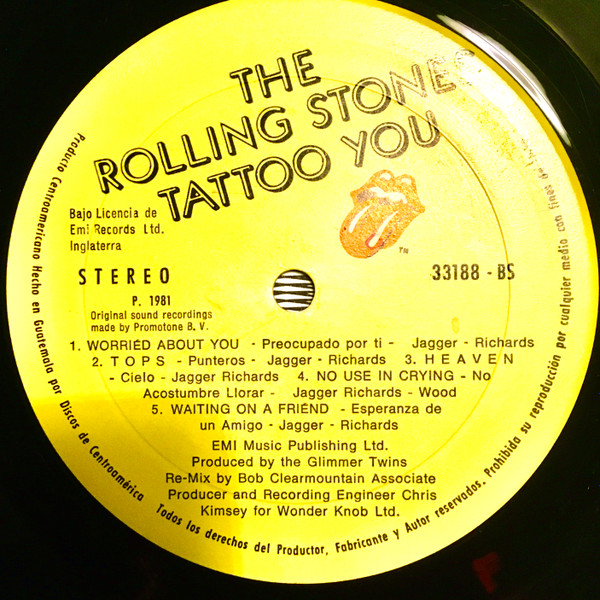 THE
ROLLING STONES
TATTOO YOU
TM
Bajo Licencia de
Emi Records Ltd.
Inglaterra
STEREO
33188 - BS
P. 1981
Original sound recordings
made by Promotone B. V.
1. WORRIED ABOUT YOU - Preocupado por ti - Jagger - Richards
2. TOPS - Punteros - Jagger - Richards 3. HEAVEN
- Cielo - Jagger Richards 4. NO USE IN CRYING - No
Acostumbre Llorar - Jagger Richards - Wood
5. WAITING ON A FRIEND - Esperanza de
un Amigo - Jagger - Richards
EMI Music Publishing Ltd.
Produced by the Glimmer Twins
Re-Mix by Bob Clearmountain Associate
Producer and Recording Engineer Chris
Kimsey for Wonder Knob Ltd.
Producto Centroamericano Hecho en Guatemala por Discos de Centroamérica
Todos los derechos del Productor, Fabricante y Autor reservados. Prohibida su reproducción por cualquier medio con fines de